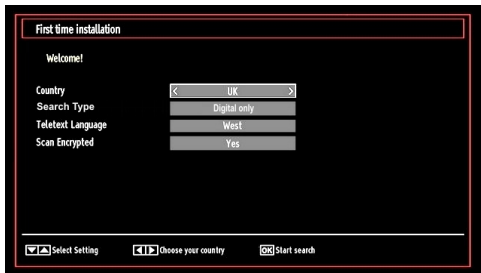 First time installation
Welcome!
Country < UK >
Search Type Digital only
Teletext Language West
Scan Encrypted Yes
Select Setting Choose your country OK Start search